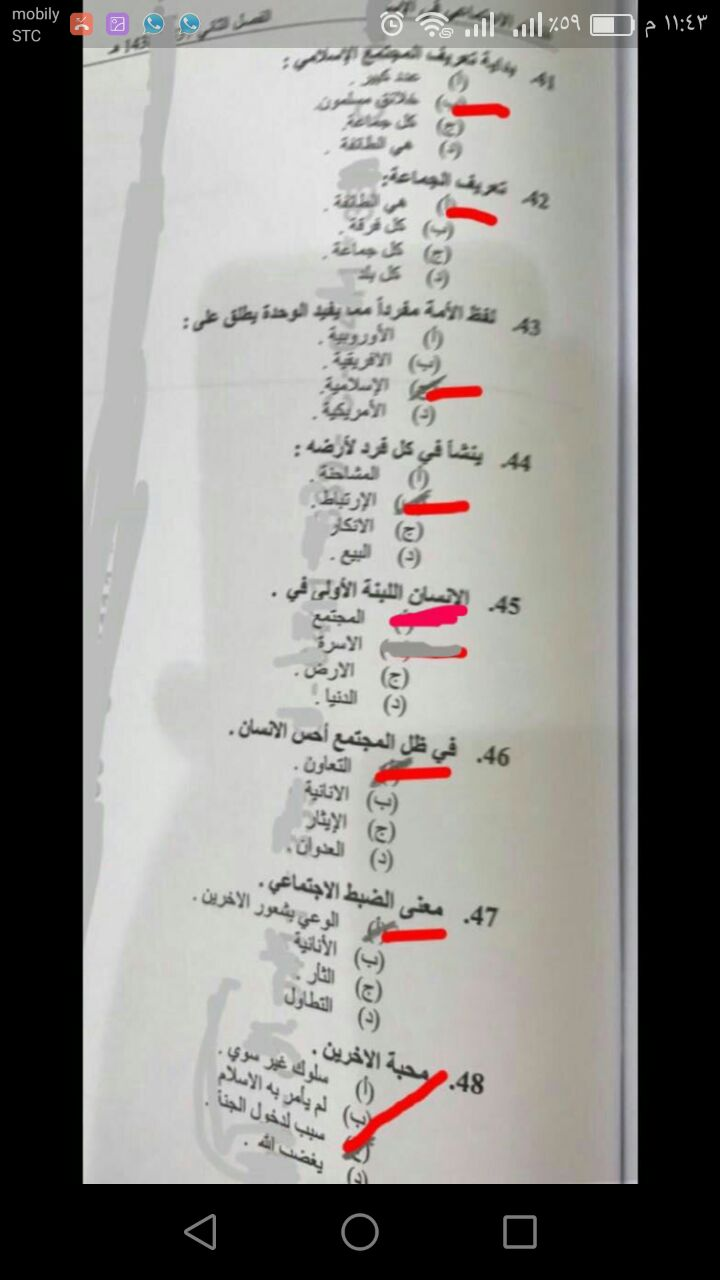 mobily
STC
٥٩٪ ١١:٤٣ م
الفصل الثاني
41. بداية تعريف المجتمع الإسلامي :
(أ) عدد كبير .
(ب) خلائق مسلمون.
(ج) كل جماعة.
(د) هي الطائفة .
42. تعريف الجماعة:
(أ) هي الطائفة .
(ب) كل فرقة .
(ج) كل جماعة .
(د) كل بلد
43. لفظ الأمة مفرداً مما يفيد الوحدة يطلق على :
(أ) الأوروبية .
(ب) الافريقية .
الإسلامية.
(د) الأمريكية .
44. ينشأ في كل فرد لأرضه :
(أ) المشاحنة .
الإرتباط.
(ج) الانكار
(د) البيع .
45. الإنسان اللبنة الأولى في .
المجتمع
الاسرة
(ج) الارض .
(د) الدنيا .
46. في ظل المجتمع أحس الانسان .
التعاون .
(ب) الانانية
(ج) الإيثار
(د) العدوان .
47. معنى الضبط الاجتماعي .
(أ) الوعي بشعور الاخرين .
(ب) الأنانية
(ج) الثأر .
(د) التطاول
48. محبة الاخرين .
(أ) سلوك غير سوي .
(ب) لم يأمر به الاسلام
سبب لدخول الجنة .
(د) يغضب الله .